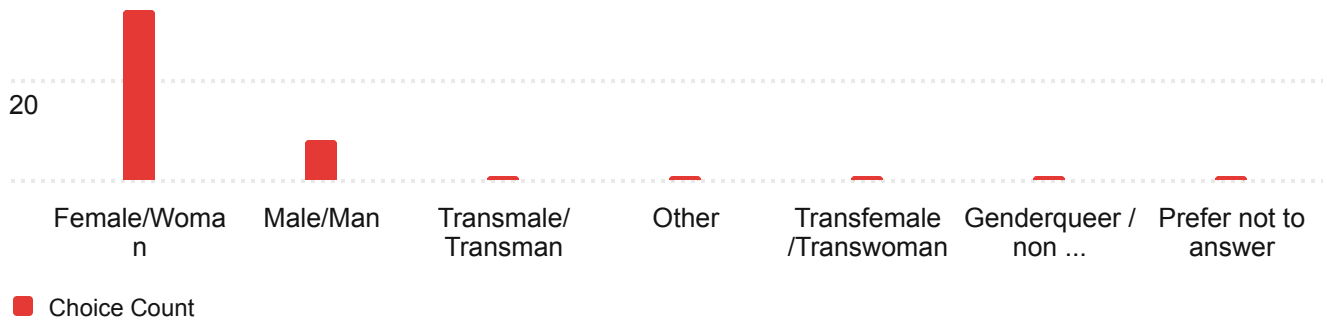 20
Female/Woma
n
Male/Man
Transmale/
Transman
Other
Transfemale
/Transwoman
Genderqueer /
non ...
Prefer not to
answer
Choice Count